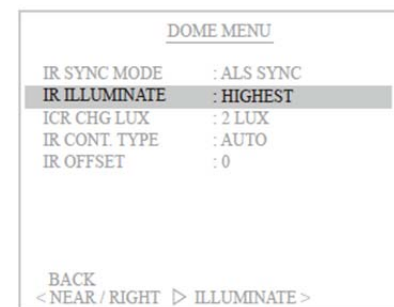 DOME MENU
IR SYNC MODE : ALS SYNC
IR ILLUMINATE : HIGHEST
ICR CHG LUX : 2 LUX
IR CONT. TYPE : AUTO
IR OFFSET : 0
BACK
< NEAR / RIGHT ▷ ILLUMINATE >